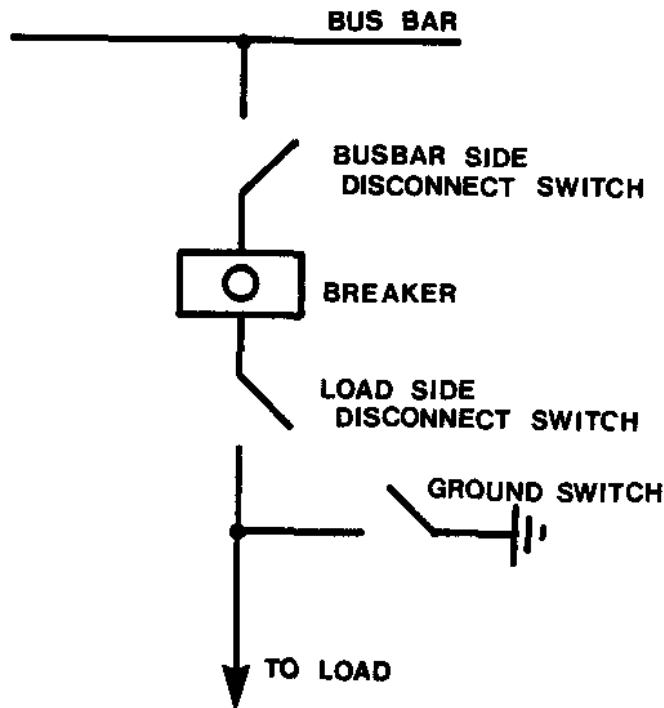 BUS BAR
BUSBAR SIDE
DISCONNECT SWITCH
BREAKER
LOAD SIDE
DISCONNECT SWITCH
GROUND SWITCH
TO LOAD